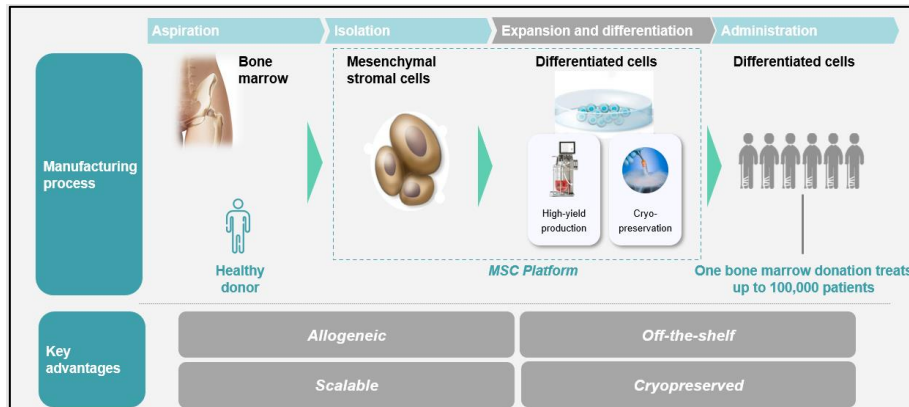 Aspiration
Isolation
Expansion and differentiation
Administration
Manufacturing
process
Bone
marrow
Healthy
donor
Mesenchymal
stromal cells
Differentiated cells
High-yield
production
Cryo-
preservation
MSC Platform
Differentiated cells
One bone marrow donation treats
up to 100,000 patients
Key
advantages
Allogeneic
Off-the-shelf
Scalable
Cryopreserved